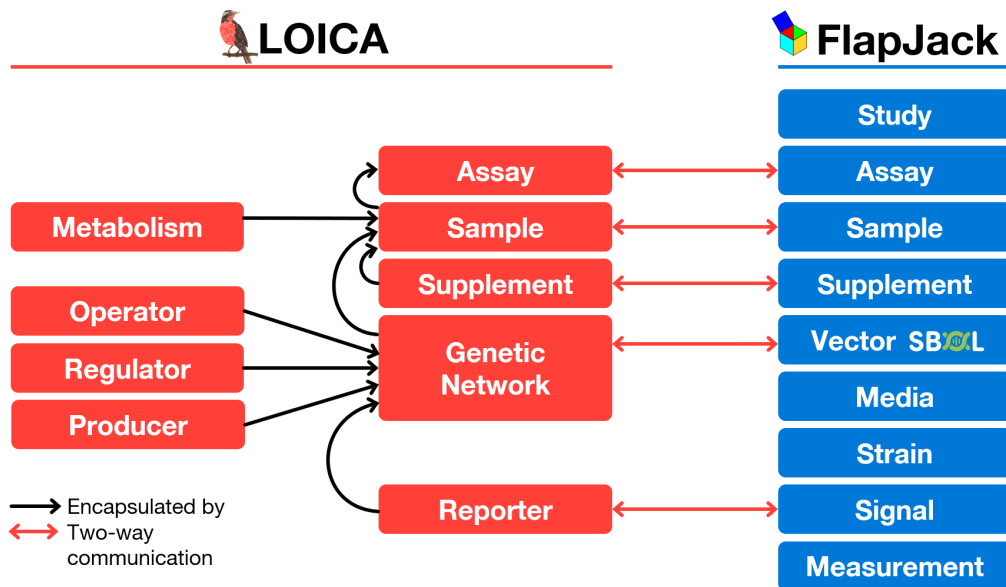 LOICA
FlapJack
Study
Assay
Assay
Metabolism
Sample
Sample
Supplement
Supplement
Operator
Genetic
Network
Vector SBOL
Regulator
Media
Producer
Strain
Encapsulated by
Two-way
communication
Reporter
Signal
Measurement